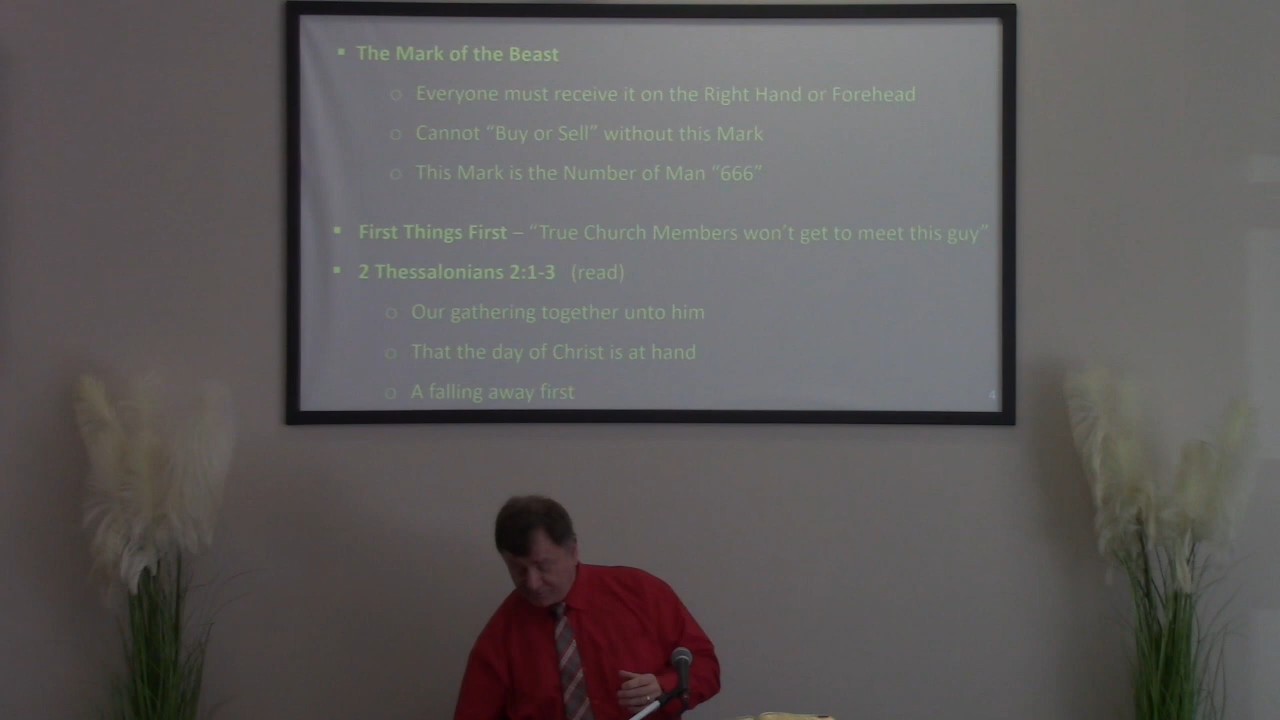 ▪ The Mark of the Beast
o Everyone must receive it on the Right Hand or Forehead
o Cannot “Buy or Sell” without this Mark
o This Mark is the Number of Man “666”
▪ First Things First – “True Church Members won’t get to meet this guy”
▪ 2 Thessalonians 2:1-3 (read)
o Our gathering together unto him
o That the day of Christ is at hand
o A falling away first
4